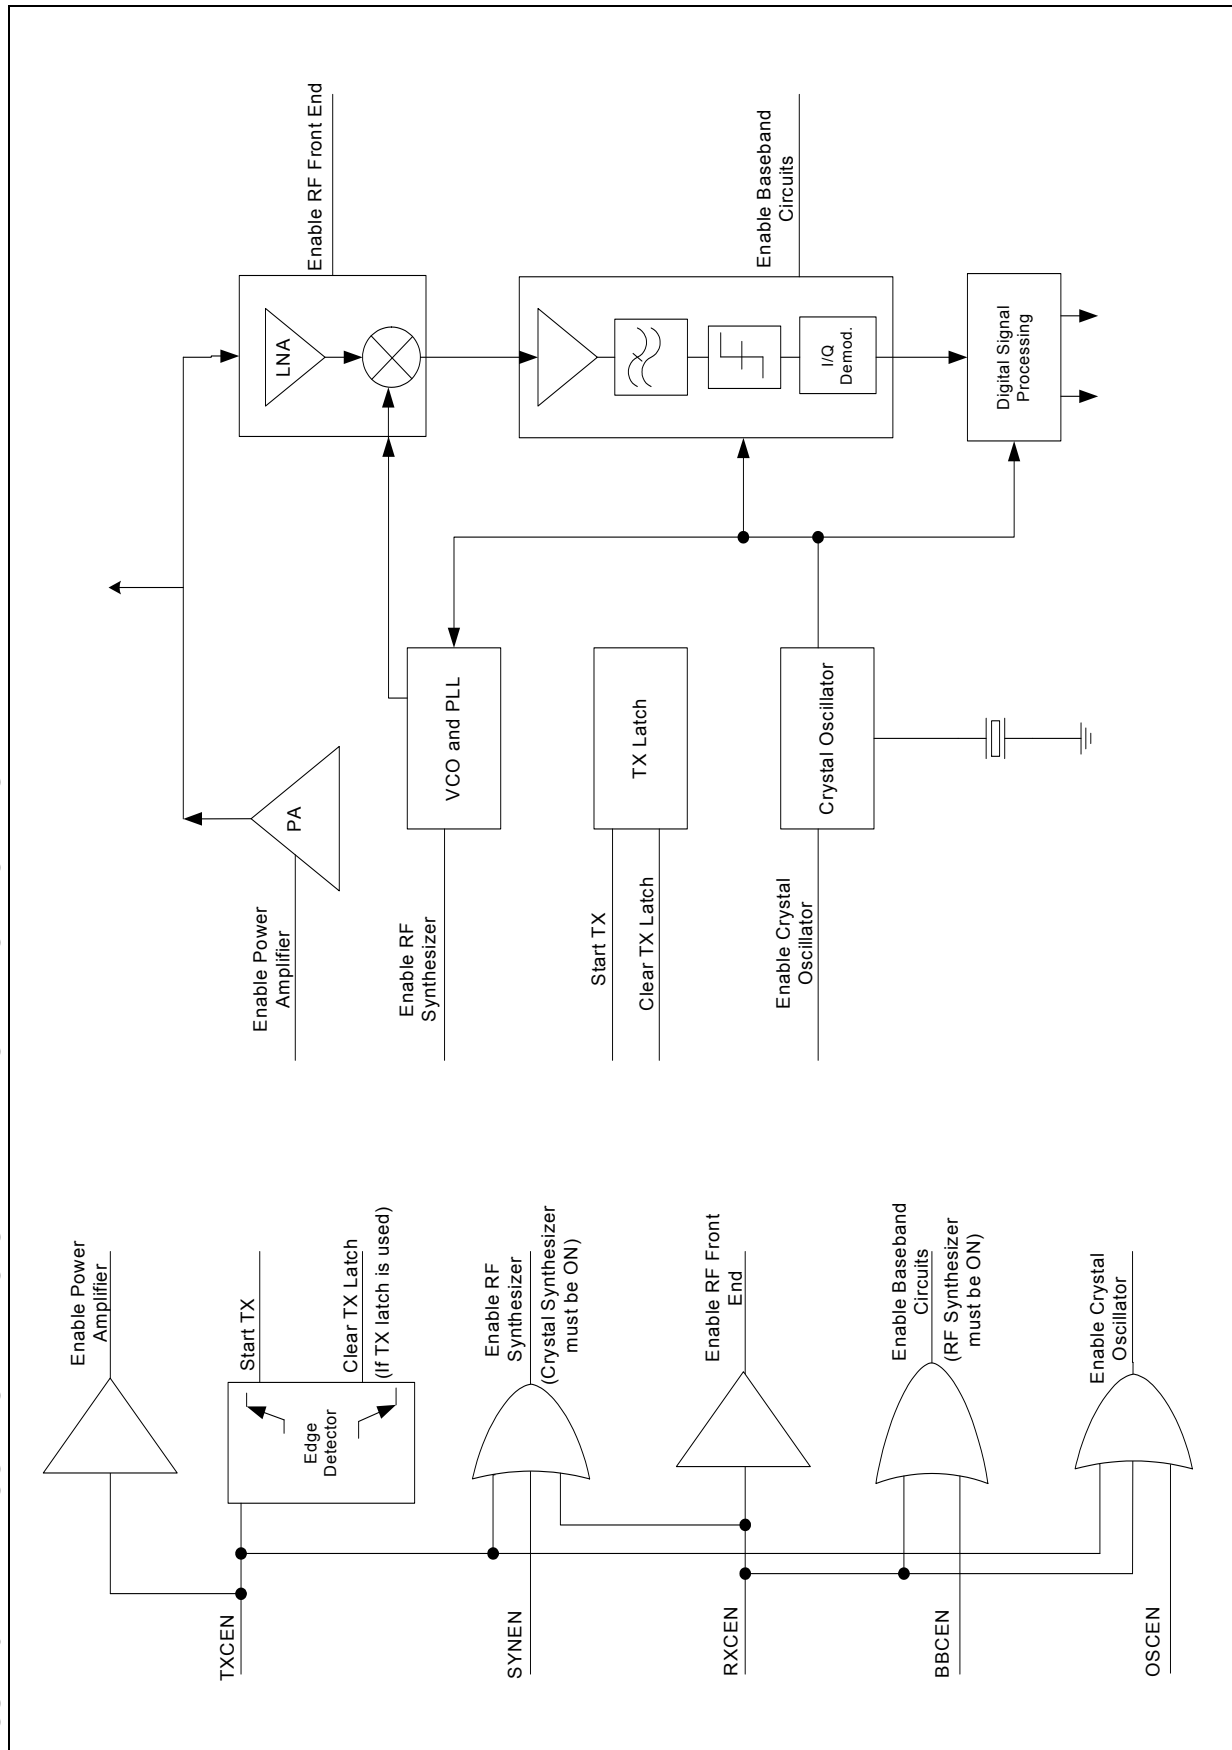 TXCEN
SYNEN
RXCEN
BBCEN
OSCEN
Edge
Detector
Enable Power
Amplifier
Start TX
Clear TX Latch
(If TX latch is used)
Enable RF
Synthesizer
(Crystal Synthesizer
must be ON)
Enable RF Front
End
Enable Baseband
Circuits
(RF Synthesizer
must be ON)
Enable Crystal
Oscillator
Enable Power
Amplifier
PA
Enable RF
Synthesizer
VCO and PLL
Start TX
Clear TX Latch
TX Latch
Enable Crystal
Oscillator
Crystal Oscillator
LNA
Enable RF Front End
I/Q
Demod.
Enable Baseband
Circuits
Digital Signal
Processing